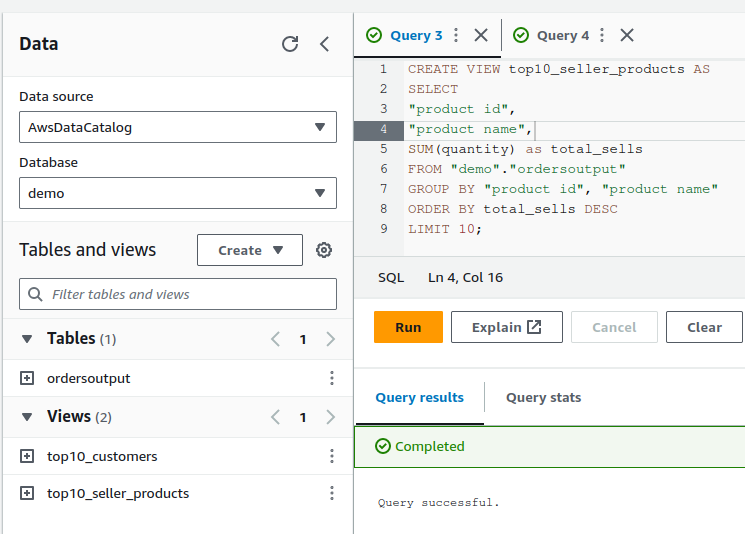 Data
Data source
AwsDataCatalog
Database
demo
Tables and views
Create
Filter tables and views
Tables (1)
1
ordersoutput
Views (2)
1
top10_customers
top10_seller_products
Query 3
Query 4
1 CREATE VIEW top10_seller_products AS
2 SELECT
3 "product id",
4 "product name",
5 SUM(quantity) as total_sells
6 FROM "demo"."ordersoutput"
7 GROUP BY "product id", "product name"
8 ORDER BY total_sells DESC
9 LIMIT 10;
SQL Ln 4, Col 16
Run Explain Cancel Clear
Query results Query stats
Completed
Query successful.